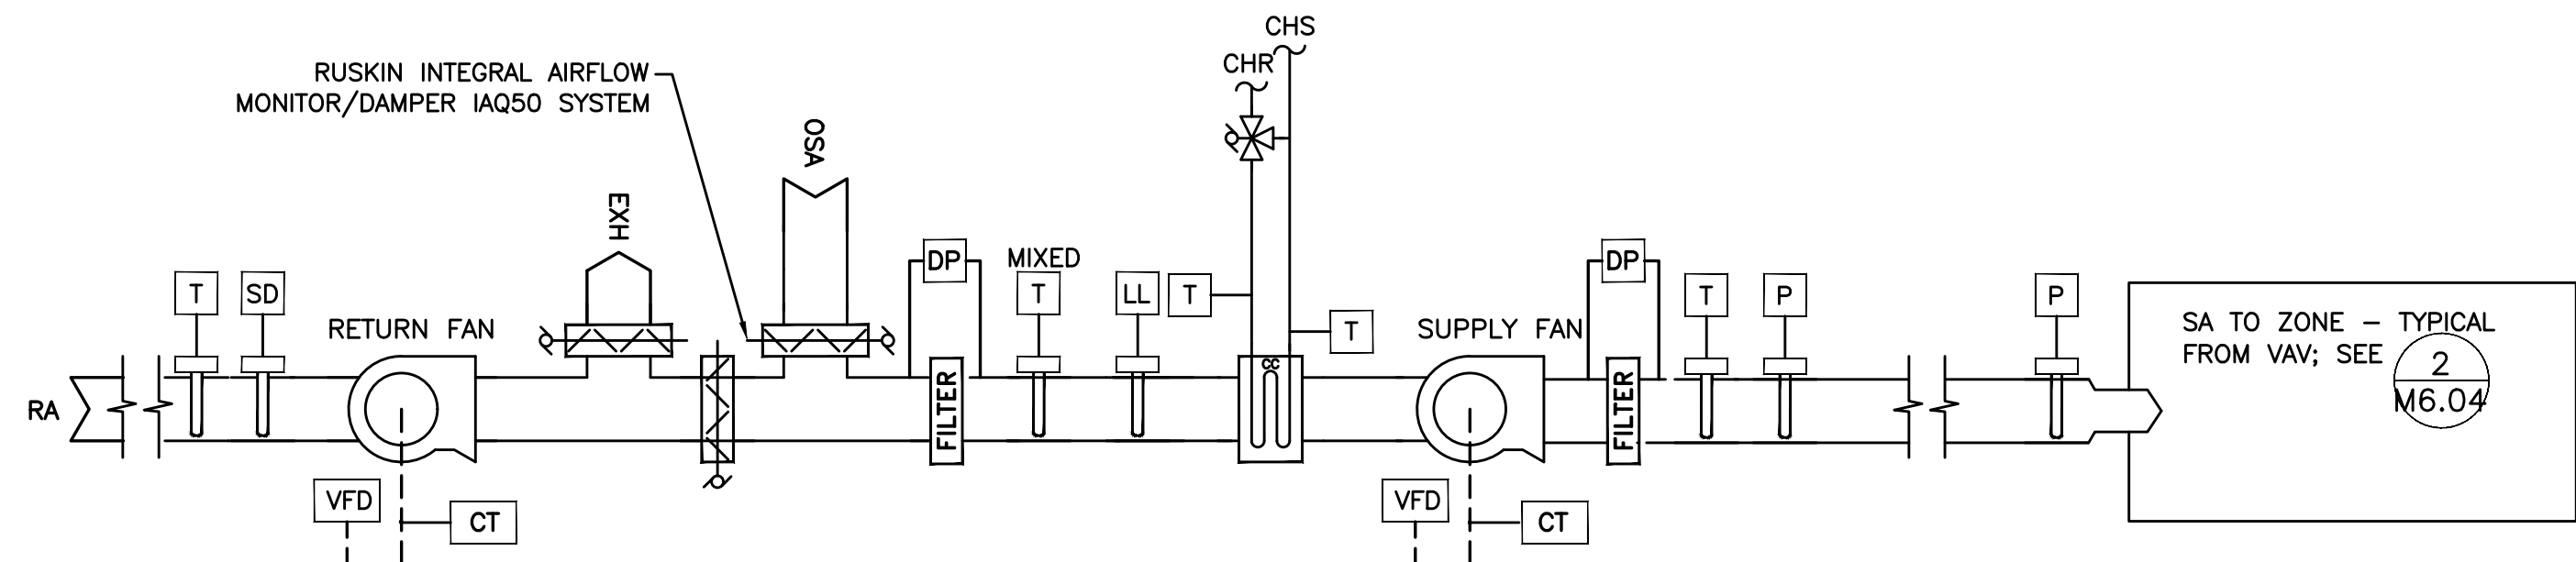 CHS
CHR
RUSKIN INTEGRAL AIRFLOW
MONITOR/DAMPER IAQ50 SYSTEM
OSA
EXH
RA
T
SD
RETURN FAN
VFD
CT
DP
FILTER
MIXED
T
LL
T
CC
T
SUPPLY FAN
VFD
CT
DP
FILTER
T
P
P
SA TO ZONE – TYPICAL
FROM VAV; SEE
2
M6.04